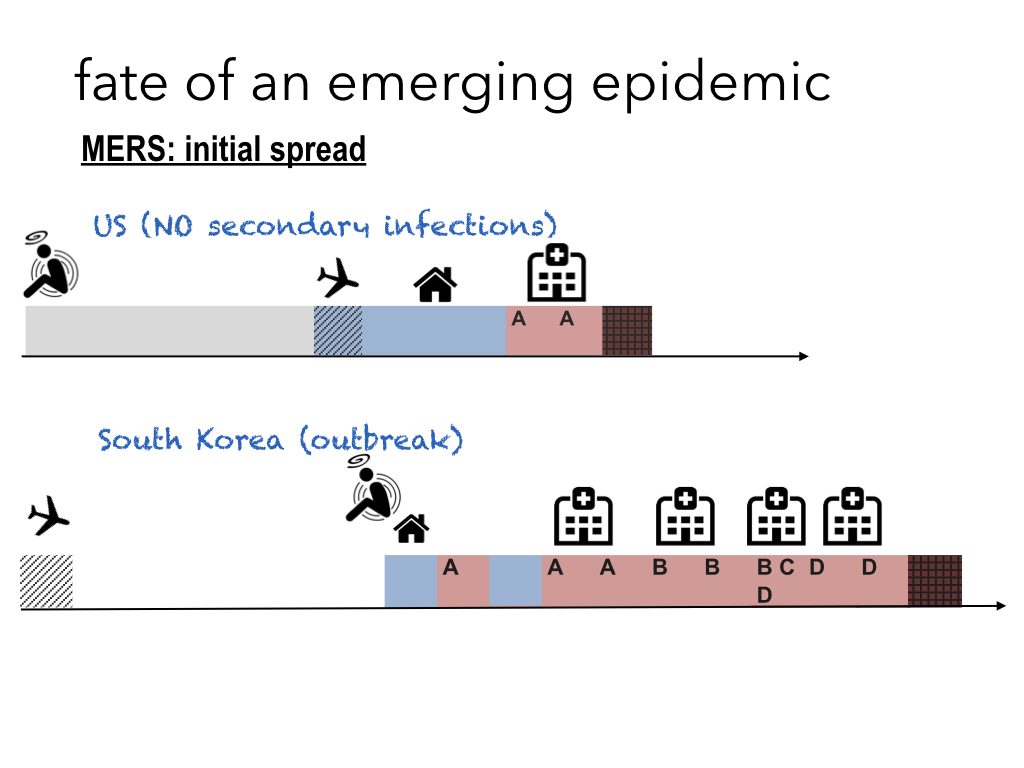 fate of an emerging epidemic
MERS: initial spread
US (NO secondary infections)
A A
South Korea (outbreak)
A A A B B B C D D
D